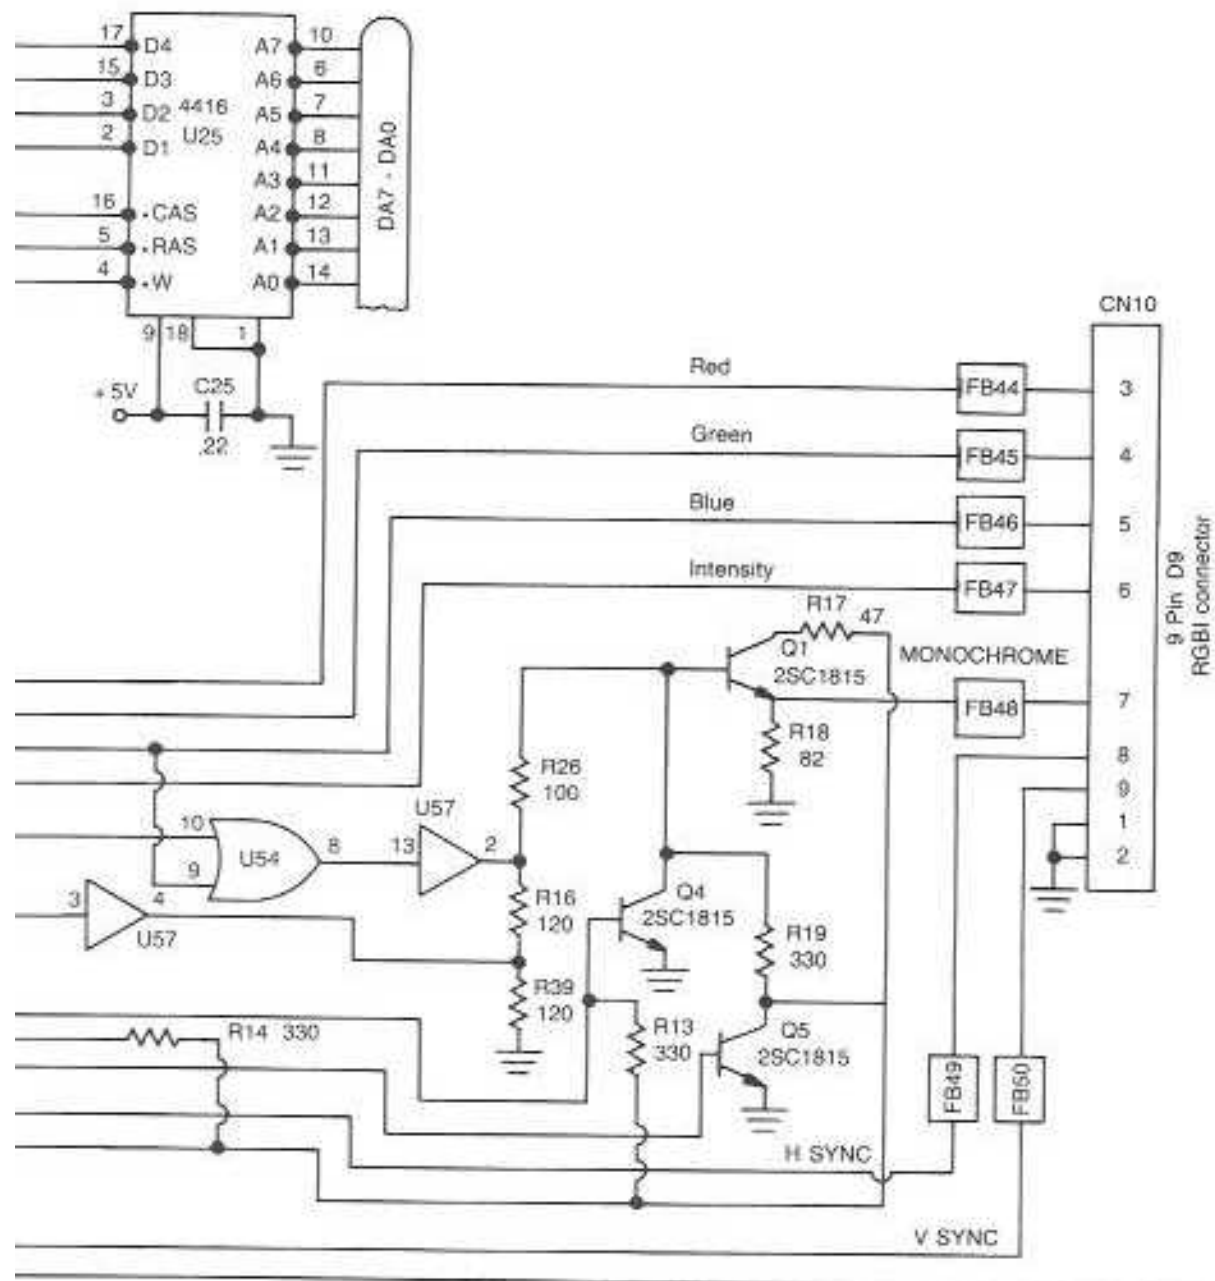 17 D4 A7 10
15 D3 A6 6
3 D2 4416 A5 7
2 D1 U25 A4 8
A3 11
16 •CAS A2 12
5 •RAS A1 13
4 •W A0 14
DA7 - DA0
9 18 1
+5V C25
.22
CN10
Red FB44 3
Green FB45 4
Blue FB46 5
Intensity FB47 6
9 Pin D9
RGBI connector
R17 47
Q1
2SC1815
MONOCHROME
FB48 7
R18
82
8
9
1
2
R26
100
U57
10
9
U54
8
13
2
3
4
U57
R16
120
Q4
2SC1815
R19
330
R39
120
R14 330
R13
330
Q5
2SC1815
FB49
FB50
H SYNC
V SYNC